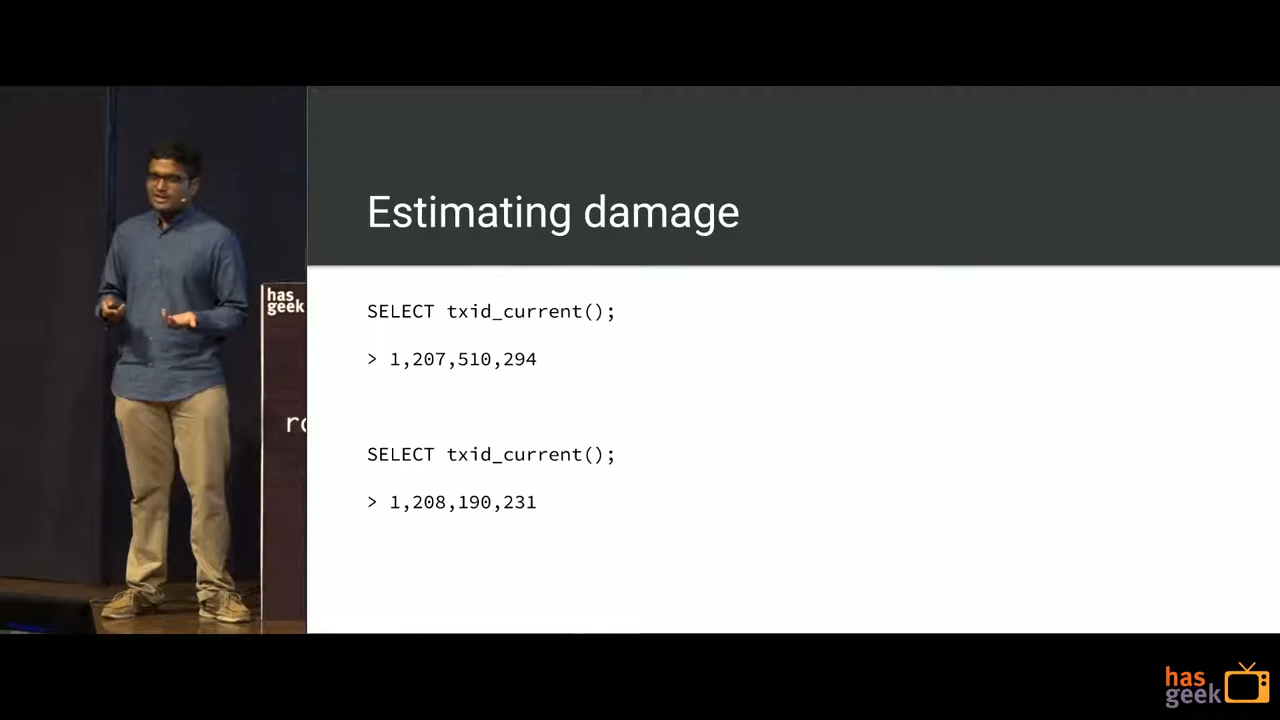 Estimating damage
SELECT txid_current();
> 1,207,510,294
SELECT txid_current();
> 1,208,190,231
has
geek
has
geek